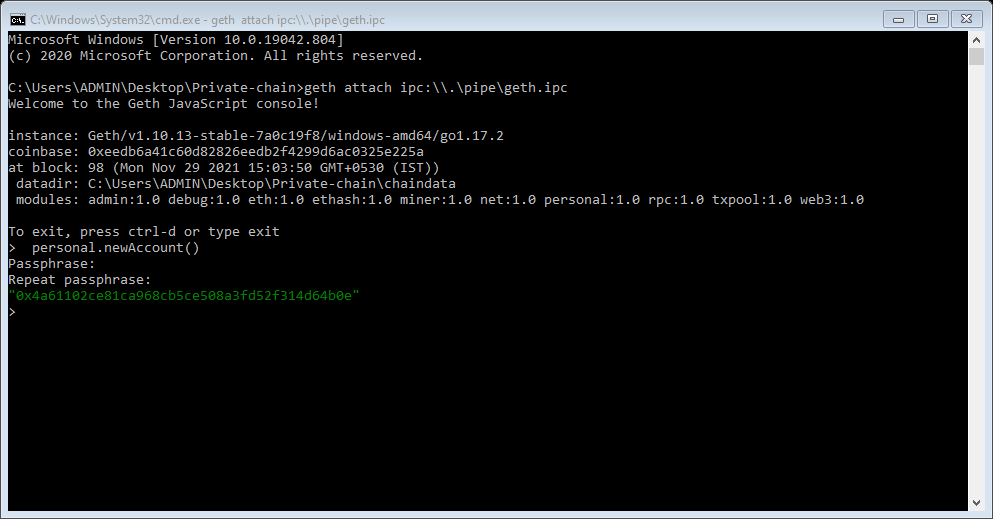 C:\Windows\System32\cmd.exe - geth  attach ipc:\\.\pipe\geth.ipc
Microsoft Windows [Version 10.0.19042.804]
(c) 2020 Microsoft Corporation. All rights reserved.
C:\Users\ADMIN\Desktop\Private-chain>geth attach ipc:\\.\pipe\geth.ipc
Welcome to the Geth JavaScript console!
instance: Geth/v1.10.13-stable-7a0c19f8/windows-amd64/go1.17.2
coinbase: 0xeedb6a41c60d82826eedb2f4299d6ac0325e225a
at block: 98 (Mon Nov 29 2021 15:03:50 GMT+0530 (IST))
 datadir: C:\Users\ADMIN\Desktop\Private-chain\chaindata
 modules: admin:1.0 debug:1.0 eth:1.0 ethash:1.0 miner:1.0 net:1.0 personal:1.0 rpc:1.0 txpool:1.0 web3:1.0
To exit, press ctrl-d or type exit
>  personal.newAccount()
Passphrase:
Repeat passphrase:
"0x4a61102ce81ca968cb5ce508a3fd52f314d64b0e"
>